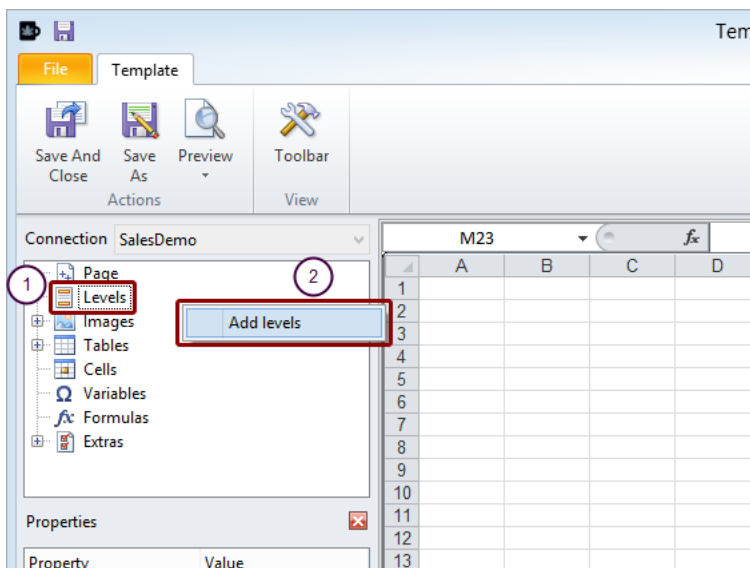 Tem
File
Template
Save And Close
Save As
Preview
Toolbar
Actions
View
Connection
SalesDemo
M23
fx
1
2
Page
Levels
Images
Tables
Cells
Ω Variables
fx Formulas
Extras
Add levels
A B C D
1
2
3
4
5
6
7
8
9
10
11
12
13
Properties
Property
Value